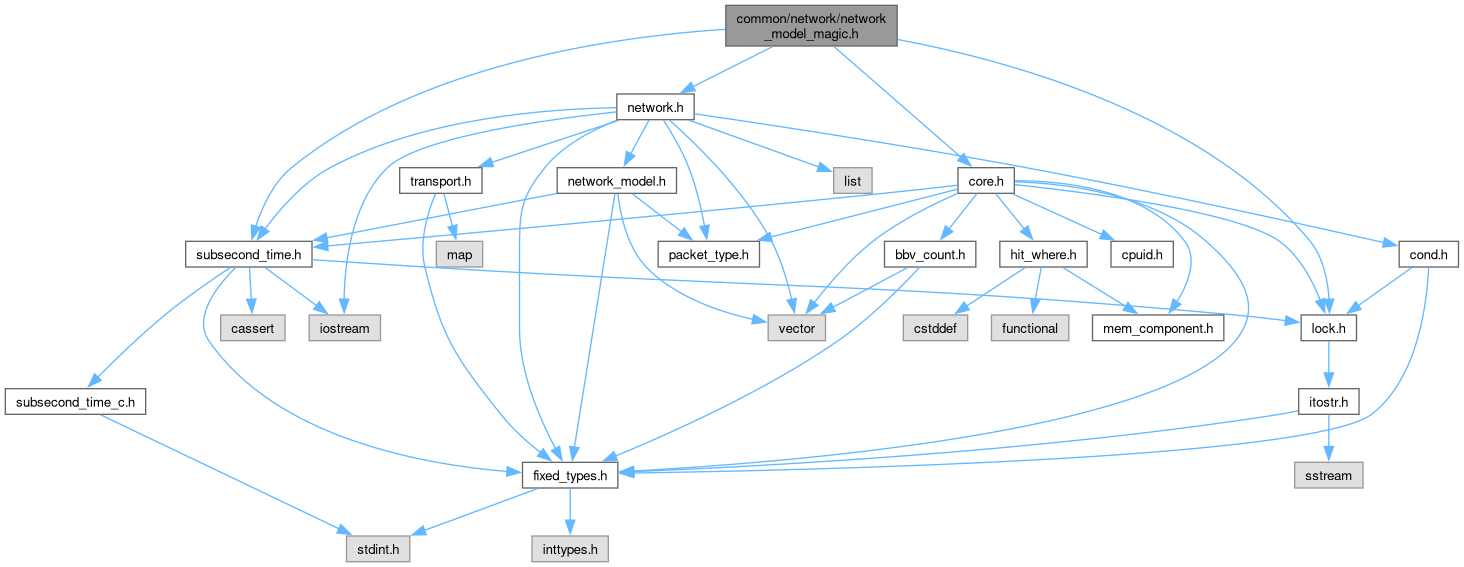 common/network/network
_model_magic.h
network.h
transport.h
network_model.h
list
core.h
subsecond_time.h
map
packet_type.h
bbv_count.h
hit_where.h
cpuid.h
cond.h
cassert
iostream
vector
cstddef
functional
mem_component.h
lock.h
subsecond_time_c.h
itostr.h
fixed_types.h
sstream
stdint.h
inttypes.h